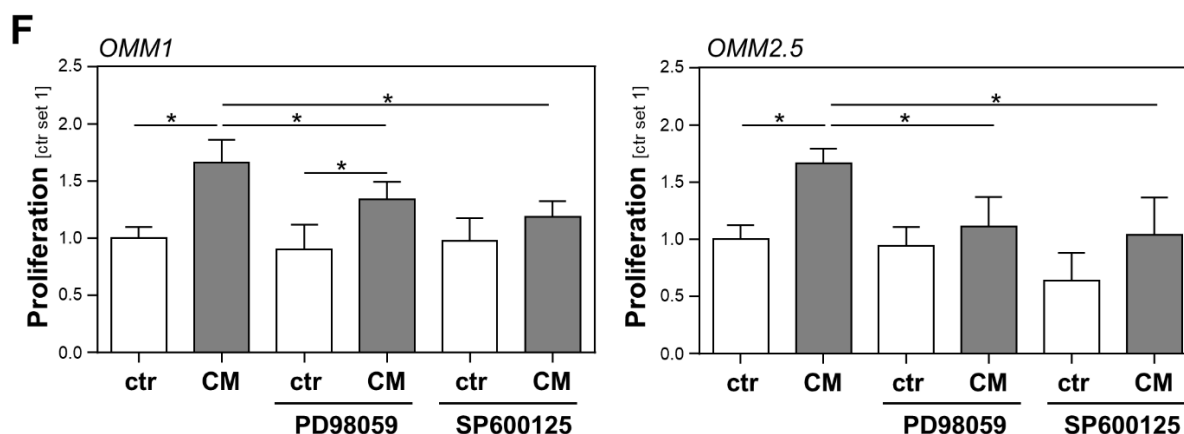 F
OMM1
Proliferation [ctr set 1]
2.5
2.0
1.5
1.0
0.5
0.0
* * * *
ctr CM ctr CM ctr CM
PD98059 SP600125
OMM2.5
Proliferation [ctr set 1]
2.5
2.0
1.5
1.0
0.5
0.0
* * *
ctr CM ctr CM ctr CM
PD98059 SP600125